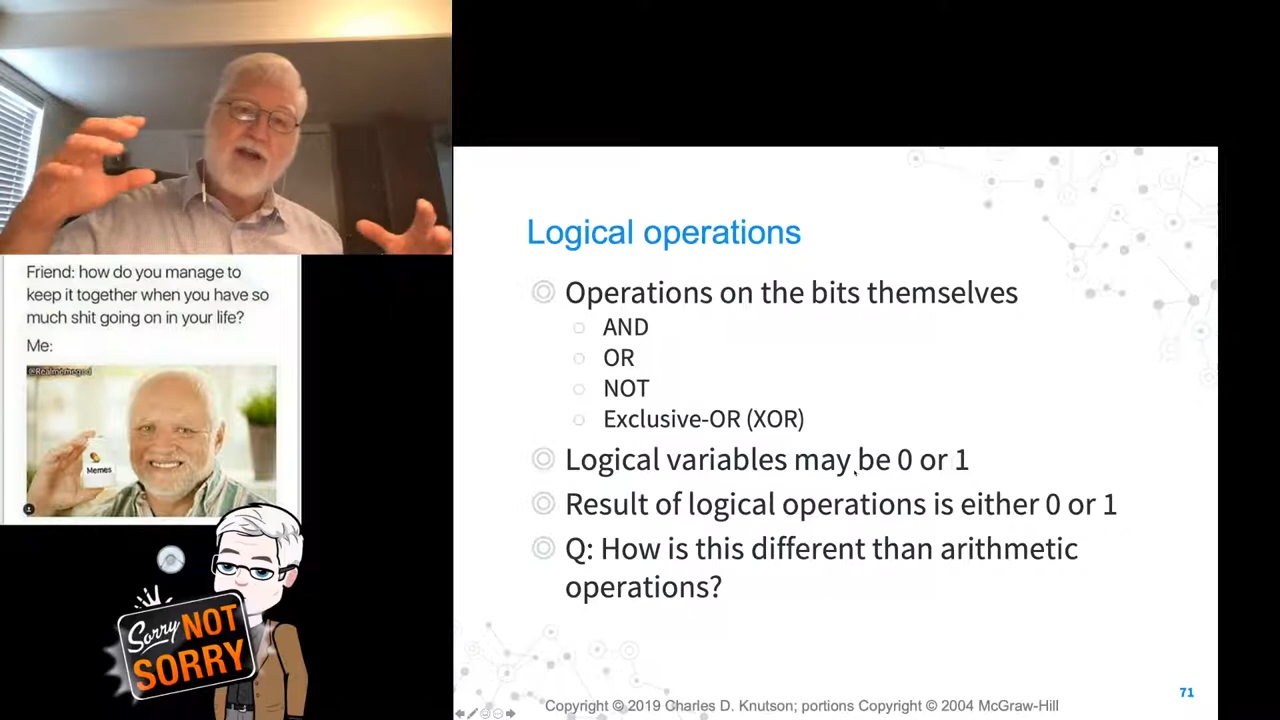 Friend: how do you manage to
keep it together when you have so
much shit going on in your life?
Me:
Memes
Sorry NOT
SORRY
Logical operations
Operations on the bits themselves
AND
OR
NOT
Exclusive-OR (XOR)
Logical variables may be 0 or 1
Result of logical operations is either 0 or 1
Q: How is this different than arithmetic
operations?
71
Copyright © 2019 Charles D. Knutson; portions Copyright © 2004 McGraw-Hill